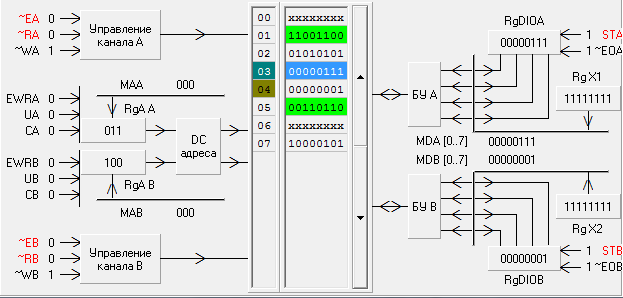 ~EA 0
~RA 0
~WA 1
Управление
канала А
EWRA 0
UA 0
CA 0
MAA 000
RgA A
011
DC
адреса
EWRB 0
UB 0
CB 0
100
RgA B
MAB 000
~EB 0
~RB 0
~WB 1
Управление
канала В
00 xxxxxxxx
01 11001100
02 01010101
03 00000111
04 00000001
05 00110110
06 xxxxxxxx
07 10000101
БУ А
БУ В
RgDIOA
00000111
1 STA
1 ~EOA
RgX1
11111111
MDA [0..7] 00000111
MDB [0..7] 00000001
11111111
RgX2
00000001
RgDIOB
1 STB
1 ~EOB